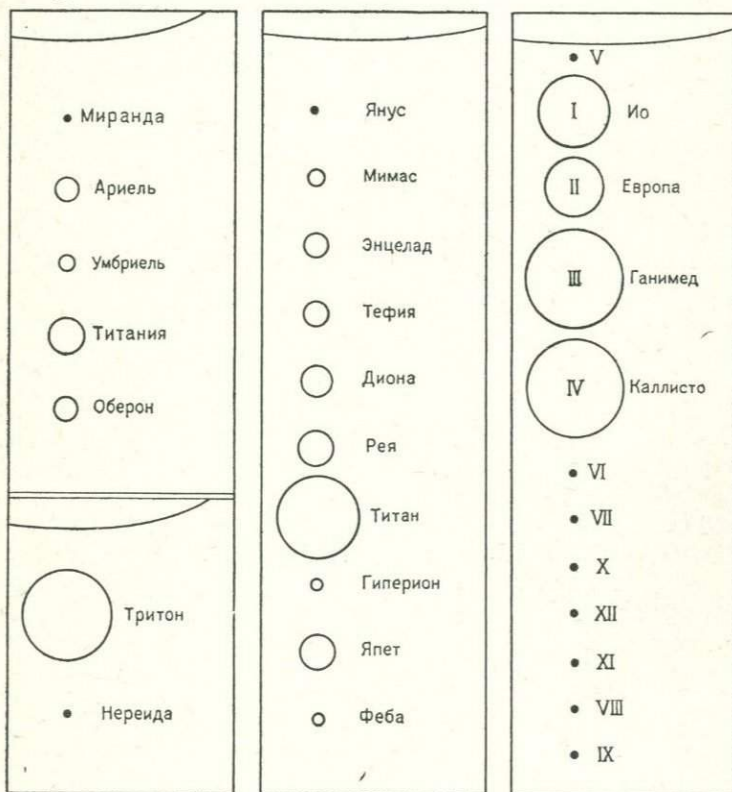 Миранда
Ариель
Умбриель
Титания
Оберон
Тритон
Нереида
Янус
Мимас
Энцелад
Тефия
Диона
Рея
Титан
Гиперион
Япет
Феба
V
I Ио
II Европа
III Ганимед
IV Каллисто
VI
VII
X
XII
XI
VIII
IX